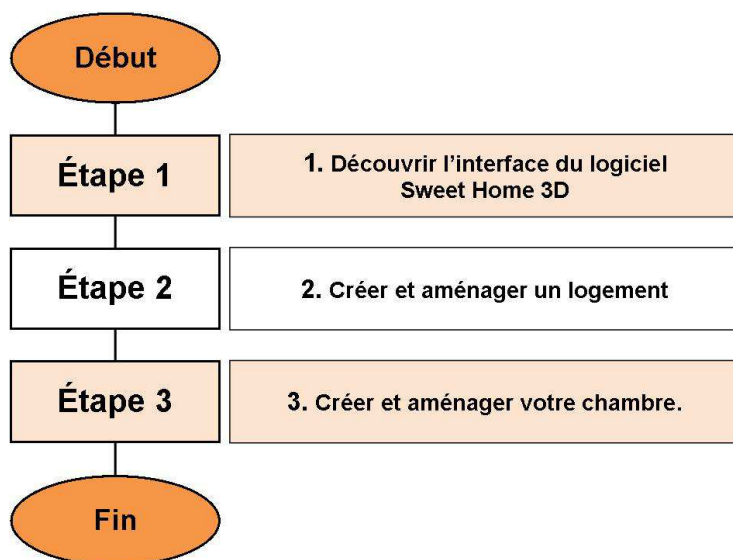 Début
Étape 1
1. Découvrir l'interface du logiciel
Sweet Home 3D
Étape 2
2. Créer et aménager un logement
Étape 3
3. Créer et aménager votre chambre.
Fin